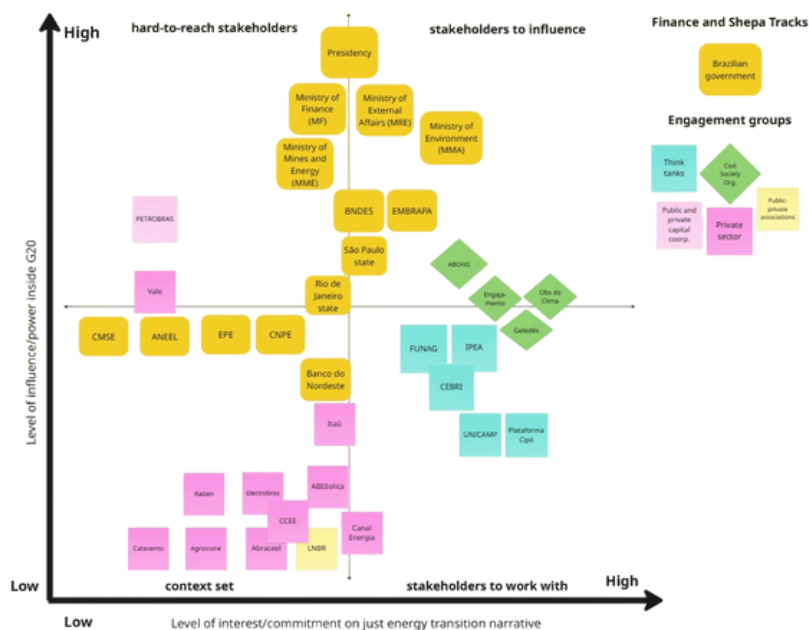 High
hard-to-reach stakeholders
stakeholders to influence
Finance and Shepa Tracks
Presidency
Brazilian
government
Ministry of
Finance
(MF)
Ministry of
External
Affairs (MRE)
Ministry of
Environment
(MMA)
Engagement groups
Ministry of
Mines and
Energy
(MME)
Think
tanks
Civil
Society
Org.
Public and
private
capital
coorp.
Private
sector
Public-
private
associations
PETROBRAS
BNDES
EMBRAPA
São Paulo
state
ABONG
Vale
Rio de
Janeiro
state
Engaja-
mento
Obs do
Clima
Geledés
CMSE
ANEEL
EPE
CNPE
FUNAG
IPEA
Banco do
Nordeste
CEBRI
Itaú
UNICAMP
Plataforma
Cipó
Raízen
Electrobras
ABEEolica
CCEE
Canal
Energia
Catavento
Agroicone
Abraceel
LNBR
Level of influence/power inside G20
Low
context set
stakeholders to work with
High
Low
Level of interest/commitment on just energy transition narrative